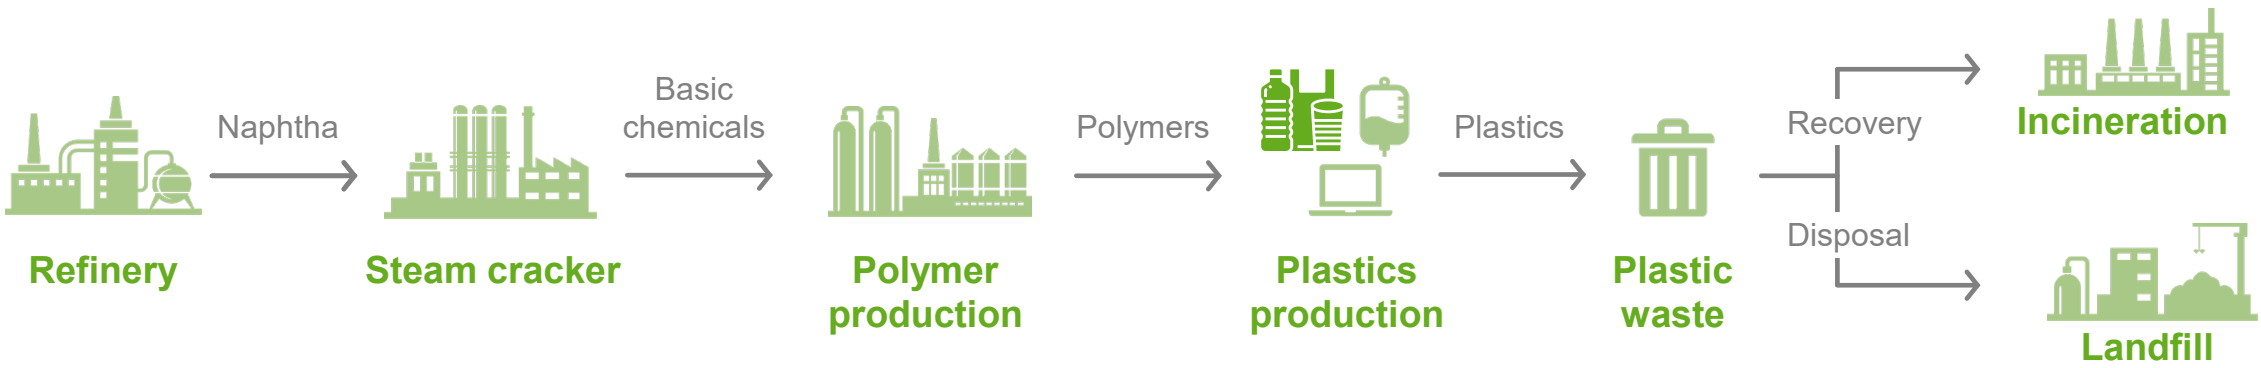 Naphtha
Basic
chemicals
Polymers
Plastics
Recovery
Incineration
Disposal
Refinery
Steam cracker
Polymer
production
Plastics
production
Plastic
waste
Landfill